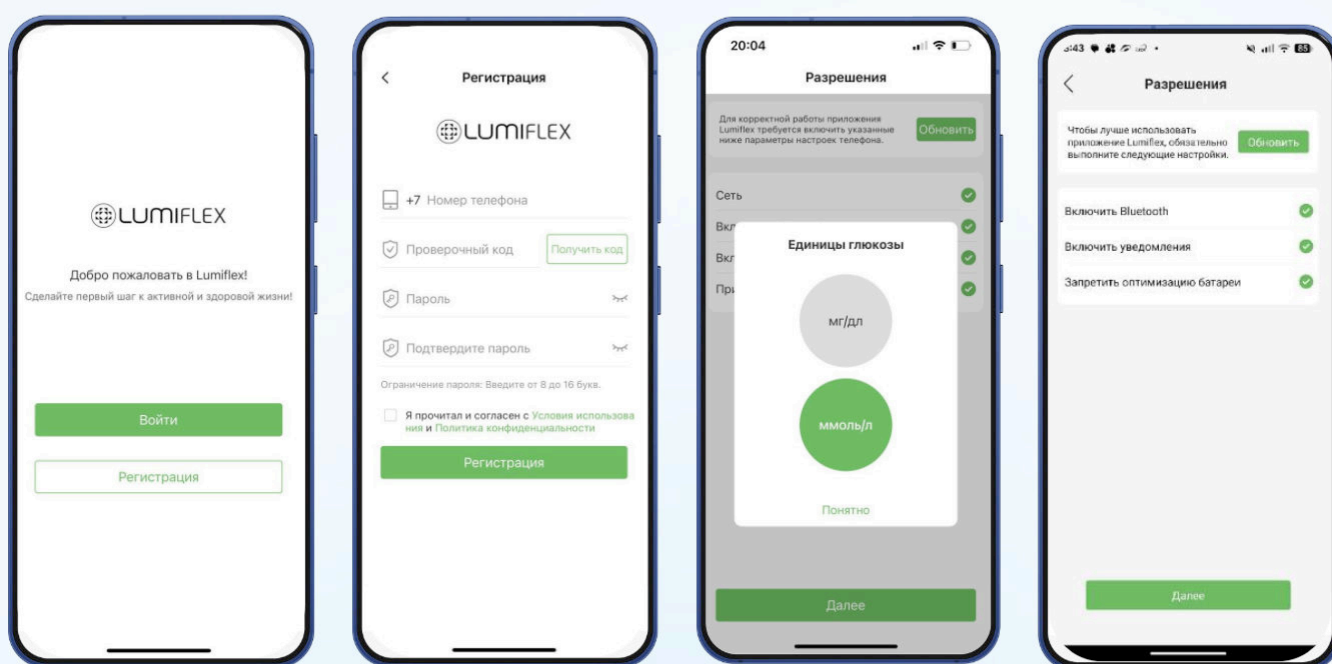 LUMIFLEX
Добро пожаловать в Lumiflex!
Сделайте первый шаг к активной и здоровой жизни!
Войти
Регистрация
Регистрация
LUMIFLEX
+7 Номер телефона
Проверочный код
Получить код
Пароль
Подтвердите пароль
Ограничение пароля: Введите от 8 до 16 букв.
Я прочитал и согласен с Условия использова
ния и Политика конфиденциальности
Регистрация
20:04
Разрешения
Для корректной работы приложения
Lumiflex требуется включить указанные
ниже параметры настроек телефона.
Обновить
Сеть
Вкл
Вкл
При
Единицы глюкозы
мг/дл
ммоль/л
Понятно
Далее
:43
85
Разрешения
Чтобы лучше использовать
приложение Lumiflex, обязательно
выполните следующие настройки.
Обновить
Включить Bluetooth
Включить уведомления
Запретить оптимизацию батареи
Далее